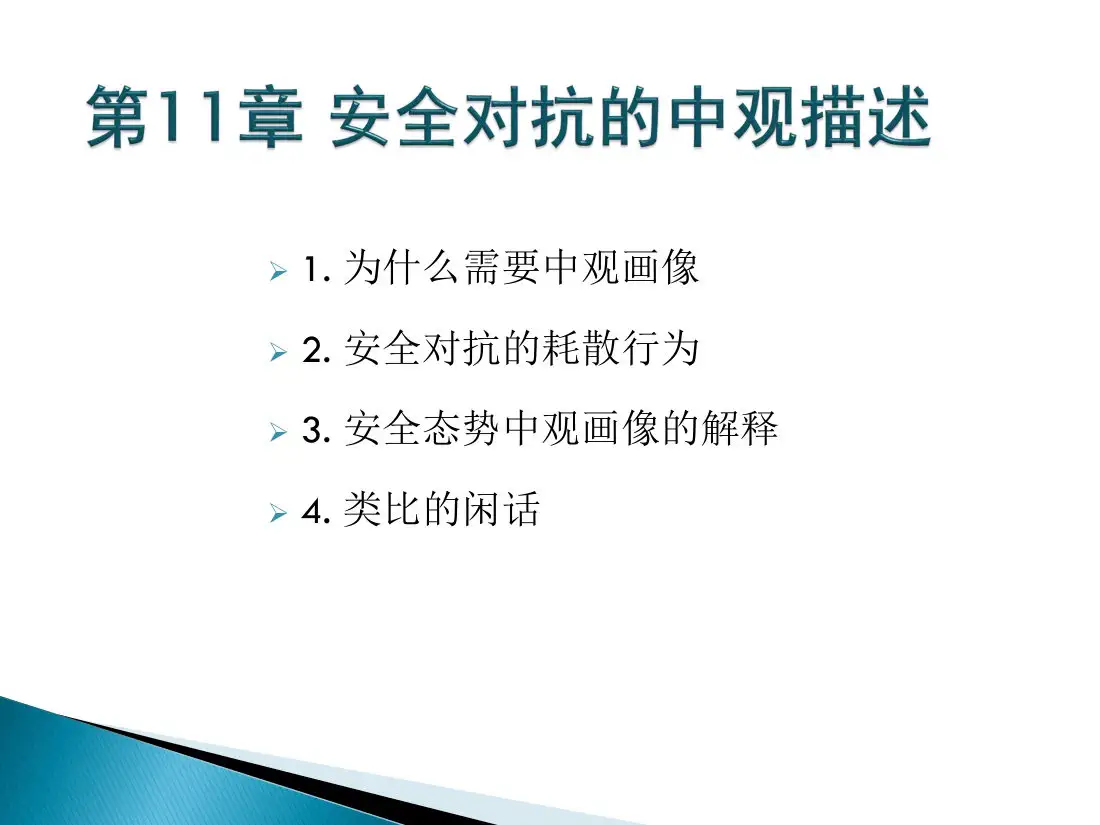 第11章 安全对抗的中观描述
1. 为什么需要中观画像
2. 安全对抗的耗散行为
3. 安全态势中观画像的解释
4. 类比的闲话